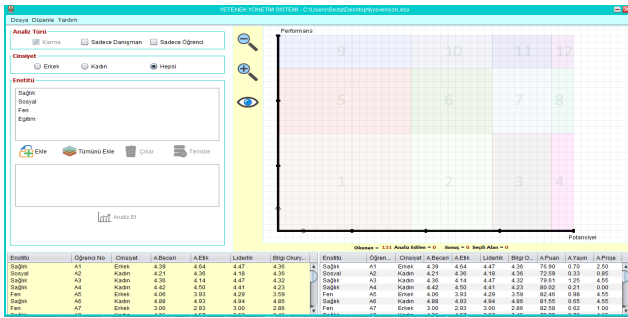 YETENEK YÖNETİM SİSTEMİ - C:\Users\Seda\Desktop\tysversion.xlsx
Dosya Düzenle Yardım
Analiz Türü
Karma Sadece Danışman Sadece Öğrenci
Cinsiyet
Erkek Kadın Hepsi
Enstitü
Sağlık
Sosyal
Fen
Egitim
Ekle Tümünü Ekle Çıkar Temizle
Analiz Et
Performans
9 10 11 12
5 6 7 8
1 2 3 4
Potansiyel
Okunan = 131 Analiz Edilen = 0 Sonuç = 0 Seçili Alan = 0
Enstitü Öğrenci No Cinsiyet A.Beceri A.Etik Liderlik Bilgi Okury...
Sağlık A1 Erkek 4.39 4.64 4.47 4.36
Sosyal A2 Kadın 4.21 4.36 4.18 4.36
Sağlık A3 Kadın 4.36 4.14 4.47 4.32
Sağlık A4 Kadın 4.42 4.50 4.41 4.23
Fen A5 Erkek 4.06 3.93 4.29 3.59
Sağlık A6 Kadın 4.88 4.93 4.94 4.86
Fen A7 Erkek 3.00 2.93 3.00 2.86
Enstitü Öğren... Cinsiyet A.Beceri A.Etik Liderlik Bilgi O... A.Puan A.Yayın A.Proje
Sağlık A1 Erkek 4.39 4.64 4.47 4.36 76.90 0.70 2.50
Sosyal A2 Kadın 4.21 4.36 4.18 4.36 72.59 0.33 0.85
Sağlık A3 Kadın 4.36 4.14 4.47 4.32 79.61 1.25 4.55
Sağlık A4 Kadın 4.42 4.50 4.41 4.23 80.02 0.21 0.00
Fen A5 Erkek 4.06 3.93 4.29 3.59 82.46 0.98 4.55
Sağlık A6 Kadın 4.88 4.93 4.94 4.86 81.55 0.65 4.55
Fen A7 Erkek 3.00 2.93 3.00 2.86 82.58 0.62 1.00